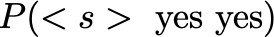 P(< s > yes yes)